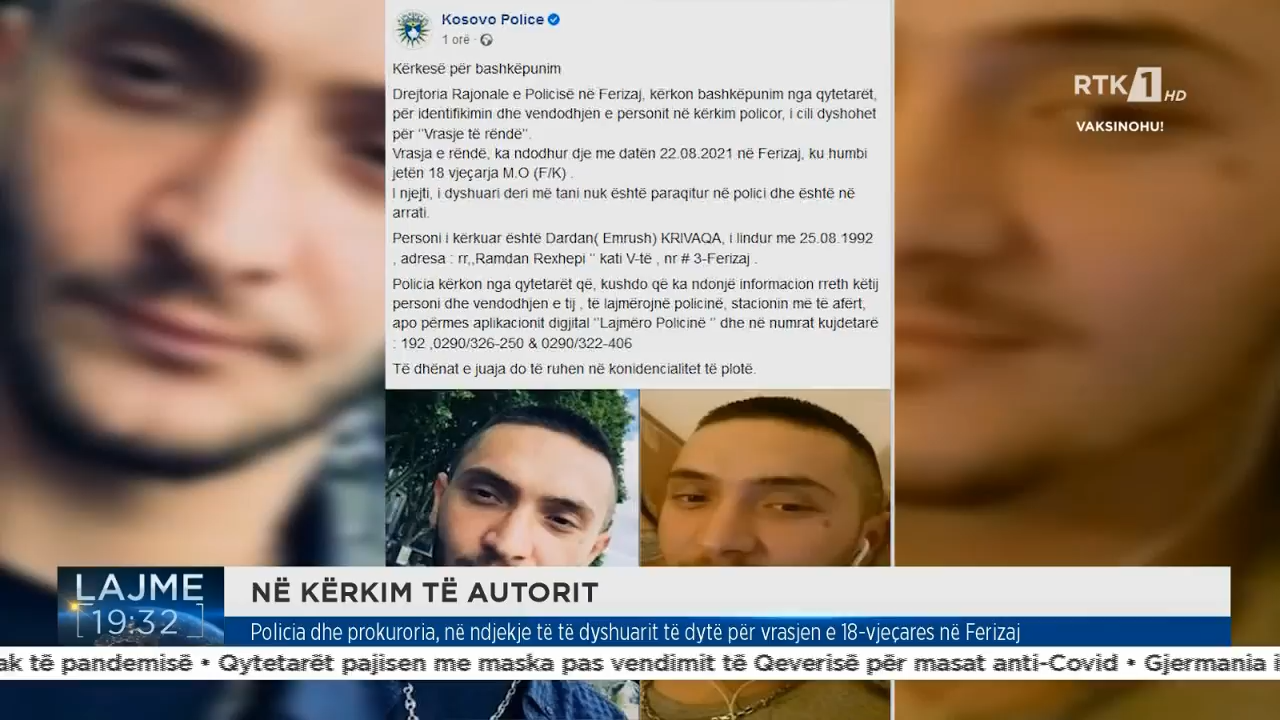 Kosovo Police
1 orë ·
Kërkesë për bashkëpunim
Drejtoria Rajonale e Policisë në Ferizaj, kërkon bashkëpunim nga qytetarët,
për identifikimin dhe vendodhjen e personit në kërkim policor, i cili dyshohet
për ‘‘Vrasje të rëndë’’.
Vrasja e rëndë, ka ndodhur dje me datën 22.08.2021 në Ferizaj, ku humbi
jetën 18 vjeçarja M.O (F/K) .
I njejti, i dyshuari deri më tani nuk është paraqitur në polici dhe është në
arrati.
Personi i kërkuar është Dardan( Emrush) KRIVAQA, i lindur me 25.08.1992
, adresa : rr,,Ramdan Rexhepi ‘‘ kati V-të , nr # 3-Ferizaj .
Policia kërkon nga qytetarët që, kushdo që ka ndonjë informacion rreth këtij
personi dhe vendodhjen e tij , të lajmërojnë policinë, stacionin më të afërt,
apo përmes aplikacionit digjital ‘‘Lajmëro Policinë ‘‘ dhe në numrat kujdetarë
: 192 ,0290/326-250 & 0290/322-406
Të dhënat e juaja do të ruhen në konidencialitet të plotë.
RTK 1 HD
VAKSINOHU!
LAJME
19:32
NË KËRKIM TË AUTORIT
Policia dhe prokuroria, në ndjekje të të dyshuarit të dytë për vrasjen e 18-vjeçares në Ferizaj
ak të pandemisë • Qytetarët pajisen me maska pas vendimit të Qeverisë për masat anti-Covid • Gjermania i